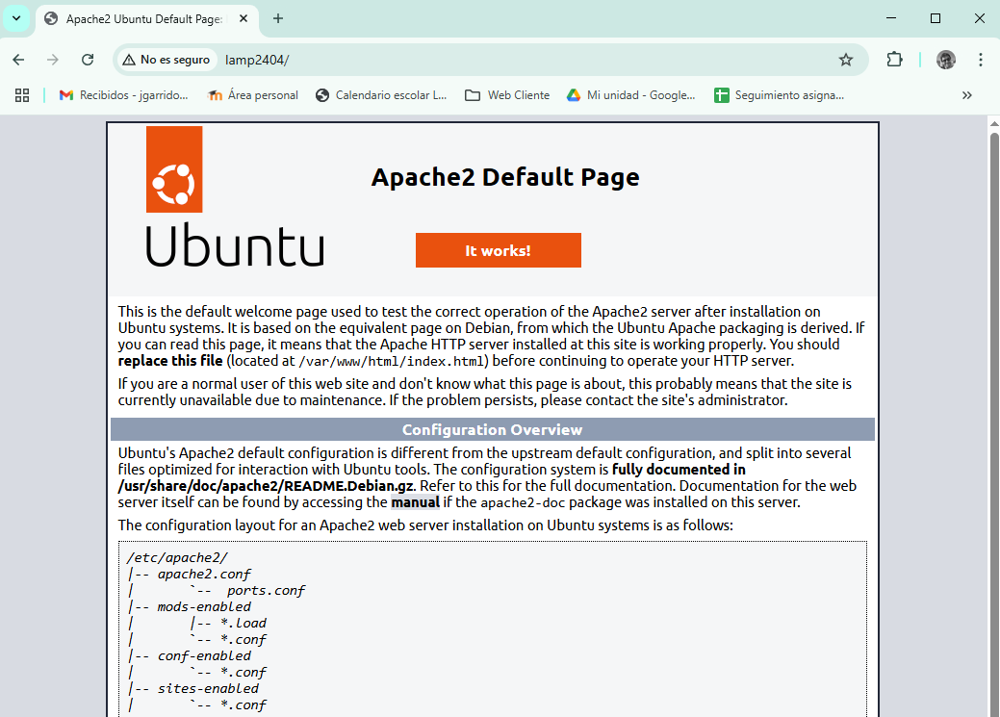 Apache2 Ubuntu Default Page:
No es seguro
lamp2404/
Recibidos - jgarrido...
Área personal
Calendario escolar L...
Web Cliente
Mi unidad - Google...
Seguimiento asigna...
Apache2 Default Page
Ubuntu
It works!
This is the default welcome page used to test the correct operation of the Apache2 server after installation on
Ubuntu systems. It is based on the equivalent page on Debian, from which the Ubuntu Apache packaging is derived. If
you can read this page, it means that the Apache HTTP server installed at this site is working properly. You should
replace this file (located at /var/www/html/index.html) before continuing to operate your HTTP server.
If you are a normal user of this web site and don't know what this page is about, this probably means that the site is
currently unavailable due to maintenance. If the problem persists, please contact the site's administrator.
Configuration Overview
Ubuntu's Apache2 default configuration is different from the upstream default configuration, and split into several
files optimized for interaction with Ubuntu tools. The configuration system is fully documented in
/usr/share/doc/apache2/README.Debian.gz. Refer to this for the full documentation. Documentation for the web
server itself can be found by accessing the manual if the apache2-doc package was installed on this server.
The configuration layout for an Apache2 web server installation on Ubuntu systems is as follows:
/etc/apache2/
|-- apache2.conf
|       `--  ports.conf
|-- mods-enabled
|       |-- *.load
|       `-- *.conf
|-- conf-enabled
|       `-- *.conf
|-- sites-enabled
|       `-- *.conf